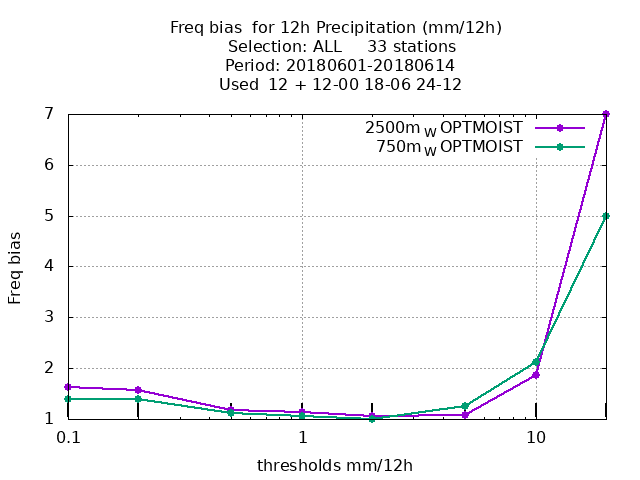 Freq bias  for 12h Precipitation (mm/12h)
Selection: ALL     33 stations
Period: 20180601-20180614
Used  12 + 12-00 18-06 24-12
2500m W OPTMOIST
750m W OPTMOIST
7
6
5
4
3
2
1
Freq bias
0.1
1
10
thresholds mm/12h